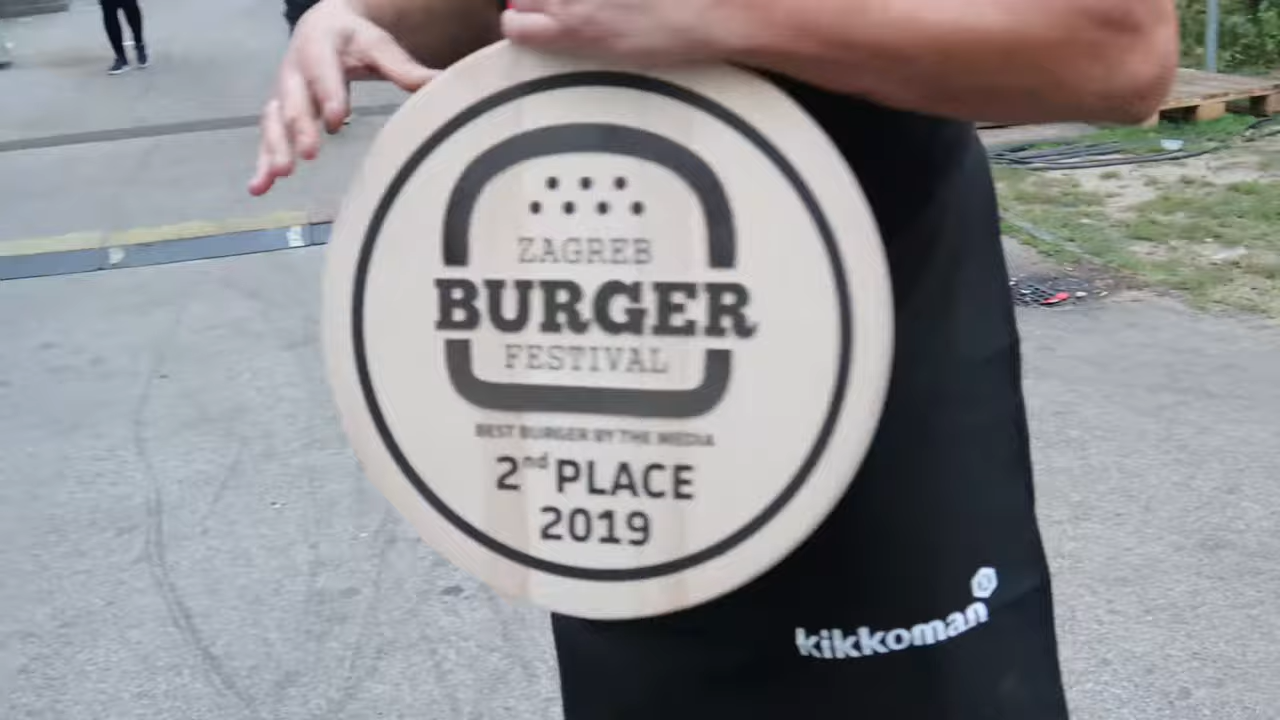 ZAGREB
BURGER
FESTIVAL
BEST BURGER BY THE MEDIA
2nd PLACE
2019
kikkoman